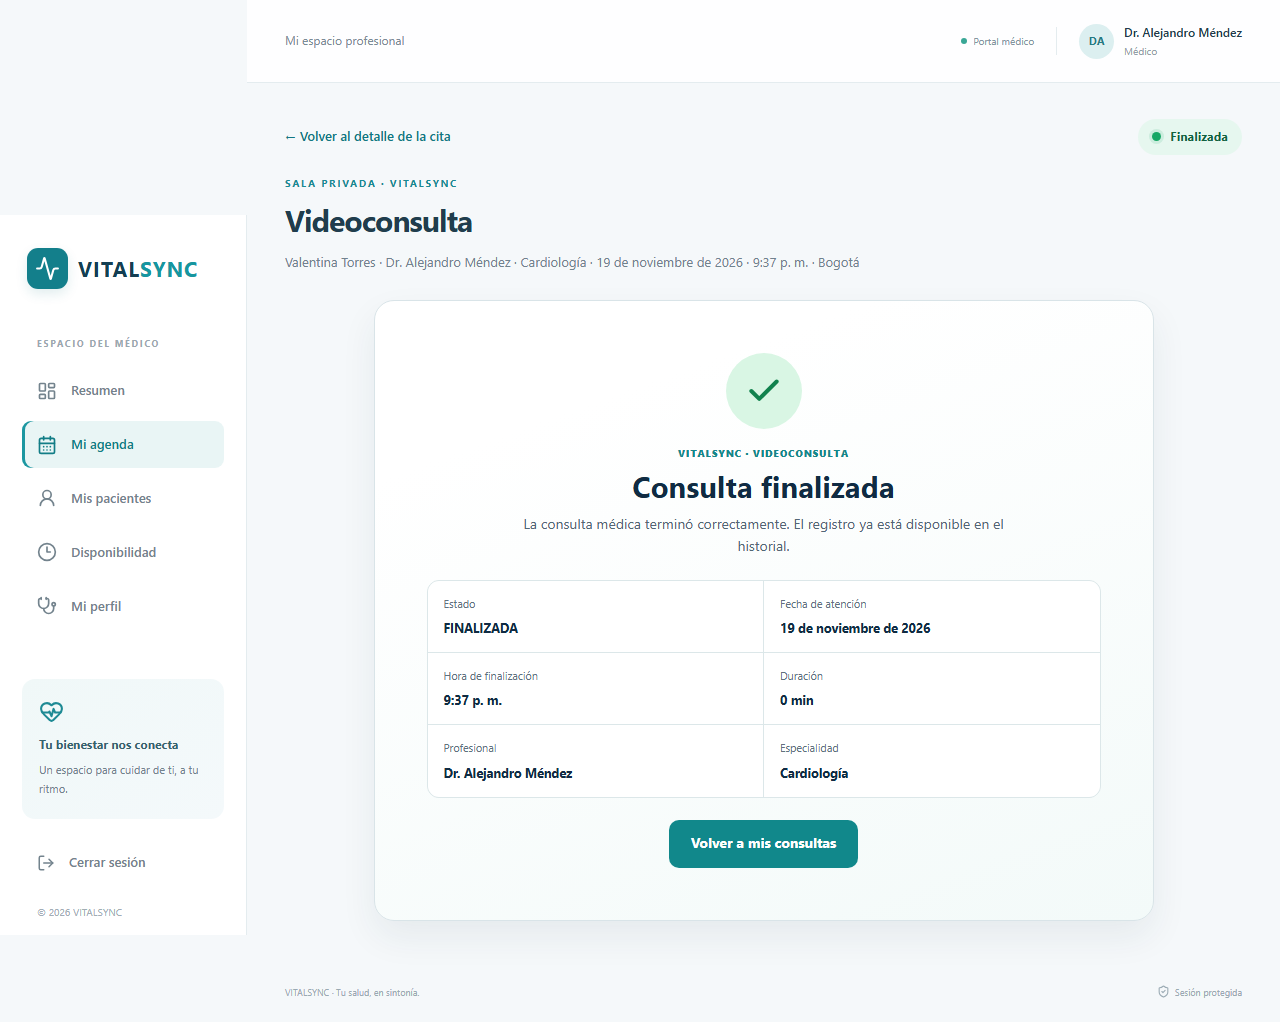 Mi espacio profesional
Portal médico
DA
Dr. Alejandro Méndez
Médico
← Volver al detalle de la cita
Finalizada
SALA PRIVADA · VITALSYNC
Videoconsulta
Valentina Torres · Dr. Alejandro Méndez · Cardiología · 19 de noviembre de 2026 · 9:37 p. m. · Bogotá
VITALSYNC
ESPACIO DEL MÉDICO
Resumen
Mi agenda
Mis pacientes
Disponibilidad
Mi perfil
Tu bienestar nos conecta
Un espacio para cuidar de ti, a tu
ritmo.
Cerrar sesión
© 2026 VITALSYNC
VITALSYNC · VIDEOCONSULTA
Consulta finalizada
La consulta médica terminó correctamente. El registro ya está disponible en el
historial.
Estado
FINALIZADA
Fecha de atención
19 de noviembre de 2026
Hora de finalización
9:37 p. m.
Duración
0 min
Profesional
Dr. Alejandro Méndez
Especialidad
Cardiología
Volver a mis consultas
VITALSYNC · Tu salud, en sintonía.
Sesión protegida